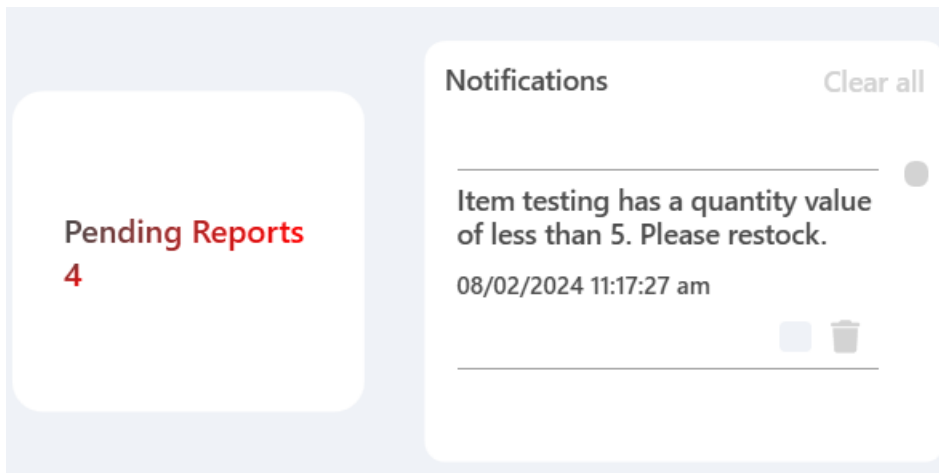 Pending Reports
4
Notifications
Clear all
Item testing has a quantity value
of less than 5. Please restock.
08/02/2024 11:17:27 am